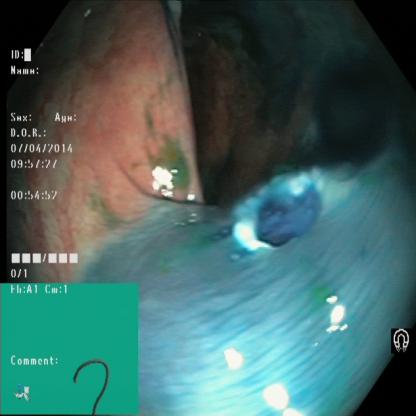 ID:
Name:
Sex: Age:
D.O.B.:
07/04/2014
09:57:27
00:54:52
0/1
Eh:A1 Cm:1
Comment: